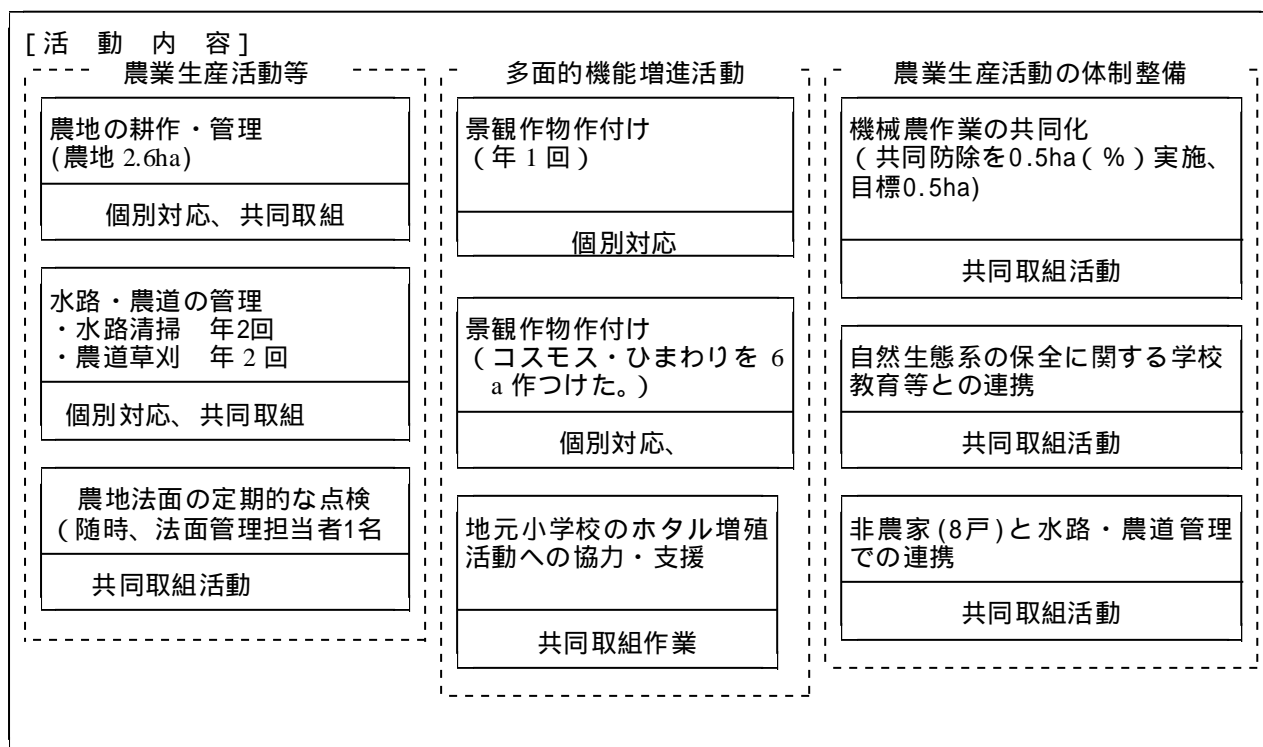 [活 動 内 容]
農業生産活動等
農地の耕作・管理
(農地 2.6ha)
個別対応、共同取組
水路・農道の管理
・水路清掃 年2回
・農道草刈 年２回
個別対応、共同取組
農地法面の定期的な点検
（随時、法面管理担当者1名
共同取組活動
多面的機能増進活動
景観作物作付け
（年１回）
個別対応
景観作物作付け
（コスモス・ひまわりを 6
a 作つけた。）
個別対応、
地元小学校のホタル増殖
活動への協力・支援
共同取組作業
農業生産活動の体制整備
機械農作業の共同化
（共同防除を0.5ha（％）実施、
目標0.5ha)
共同取組活動
自然生態系の保全に関する学校
教育等との連携
共同取組活動
非農家(8戸)と水路・農道管理
での連携
共同取組活動